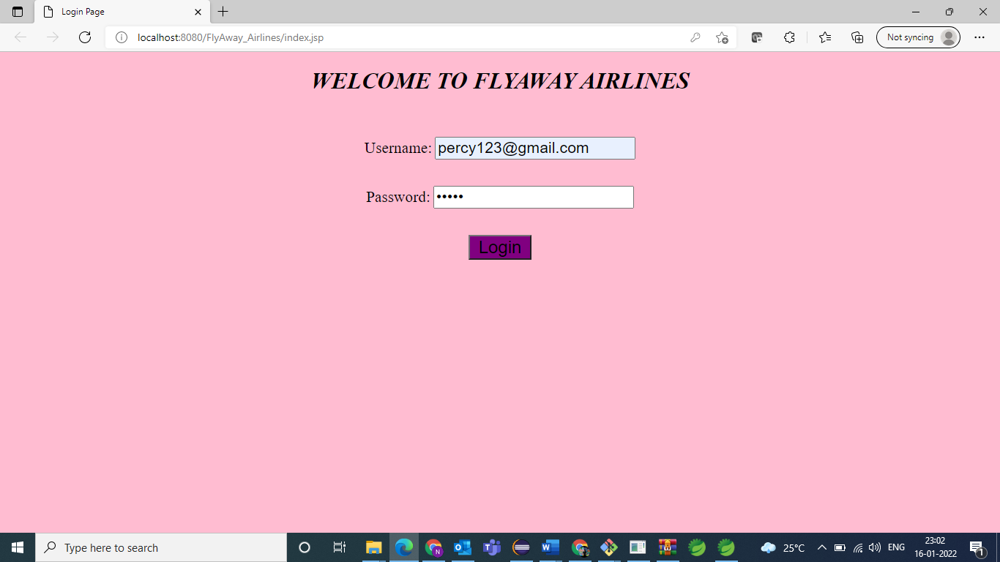 Login Page
localhost:8080/FlyAway_Airlines/index.jsp
Not syncing
WELCOME TO FLYAWAY AIRLINES
Username: percy123@gmail.com
Password: •••••
Login
Type here to search
25°C
ENG
23:02
16-01-2022
1